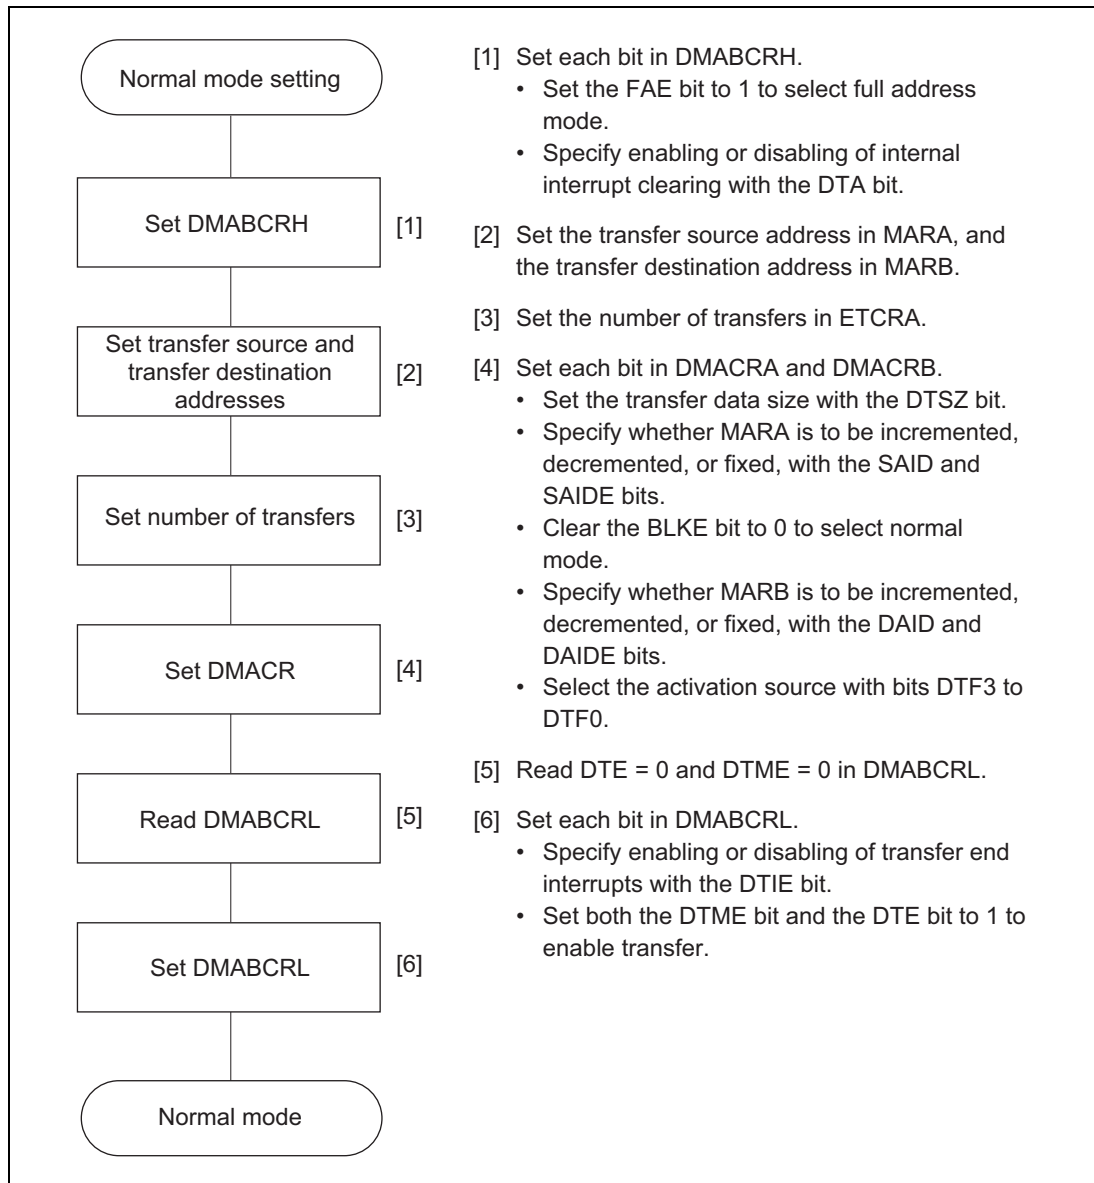 Normal mode setting
Set DMABCRH
[1]
Set transfer source and
transfer destination
addresses
[2]
Set number of transfers
[3]
Set DMACR
[4]
Read DMABCRL
[5]
Set DMABCRL
[6]
Normal mode
[1] Set each bit in DMABCRH.
• Set the FAE bit to 1 to select full address
mode.
• Specify enabling or disabling of internal
interrupt clearing with the DTA bit.
[2] Set the transfer source address in MARA, and
the transfer destination address in MARB.
[3] Set the number of transfers in ETCRA.
[4] Set each bit in DMACRA and DMACRB.
• Set the transfer data size with the DTSZ bit.
• Specify whether MARA is to be incremented,
decremented, or fixed, with the SAID and
SAIDE bits.
• Clear the BLKE bit to 0 to select normal
mode.
• Specify whether MARB is to be incremented,
decremented, or fixed, with the DAID and
DAIDE bits.
• Select the activation source with bits DTF3 to
DTF0.
[5] Read DTE = 0 and DTME = 0 in DMABCRL.
[6] Set each bit in DMABCRL.
• Specify enabling or disabling of transfer end
interrupts with the DTIE bit.
• Set both the DTME bit and the DTE bit to 1 to
enable transfer.